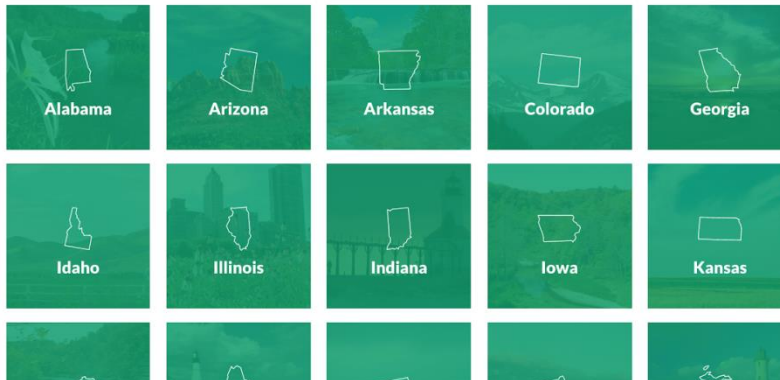 Alabama
Arizona
Arkansas
Colorado
Georgia
Idaho
Illinois
Indiana
Iowa
Kansas